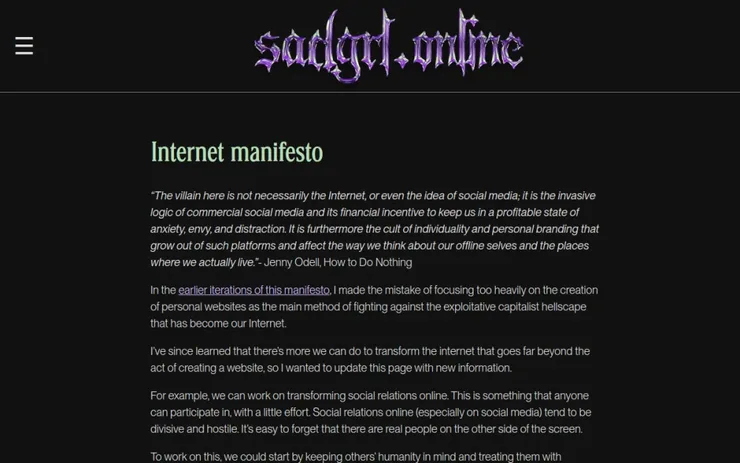 sadgrl.online
Internet manifesto
“The villain here is not necessarily the Internet, or even the idea of social media; it is the invasive
logic of commercial social media and its financial incentive to keep us in a profitable state of
anxiety, envy, and distraction. It is furthermore the cult of individuality and personal branding that
grow out of such platforms and affect the way we think about our offline selves and the places
where we actually live.”- Jenny Odell, How to Do Nothing
In the earlier iterations of this manifesto, I made the mistake of focusing too heavily on the creation
of personal websites as the main method of fighting against the exploitative capitalist hellscape
that has become our Internet.
I’ve since learned that there’s more we can do to transform the internet that goes far beyond the
act of creating a website, so I wanted to update this page with new information.
For example, we can work on transforming social relations online. This is something that anyone
can participate in, with a little effort. Social relations online (especially on social media) tend to be
divisive and hostile. It’s easy to forget that there are real people on the other side of the screen.
To work on this, we could start by keeping others’ humanity in mind and treating them with